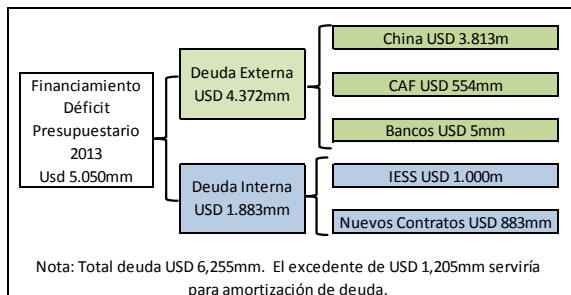 Financiamiento
Déficit
Presupuestario
2013
Usd 5.050mm
Deuda Externa
USD 4.372mm
China USD 3.813m
CAF USD 554mm
Bancos USD 5mm
Deuda Interna
USD 1.883mm
IESS USD 1.000m
Nuevos Contratos USD 883mm
Nota: Total deuda USD 6,255mm. El excedente de USD 1,205mm serviría
para amortización de deuda.